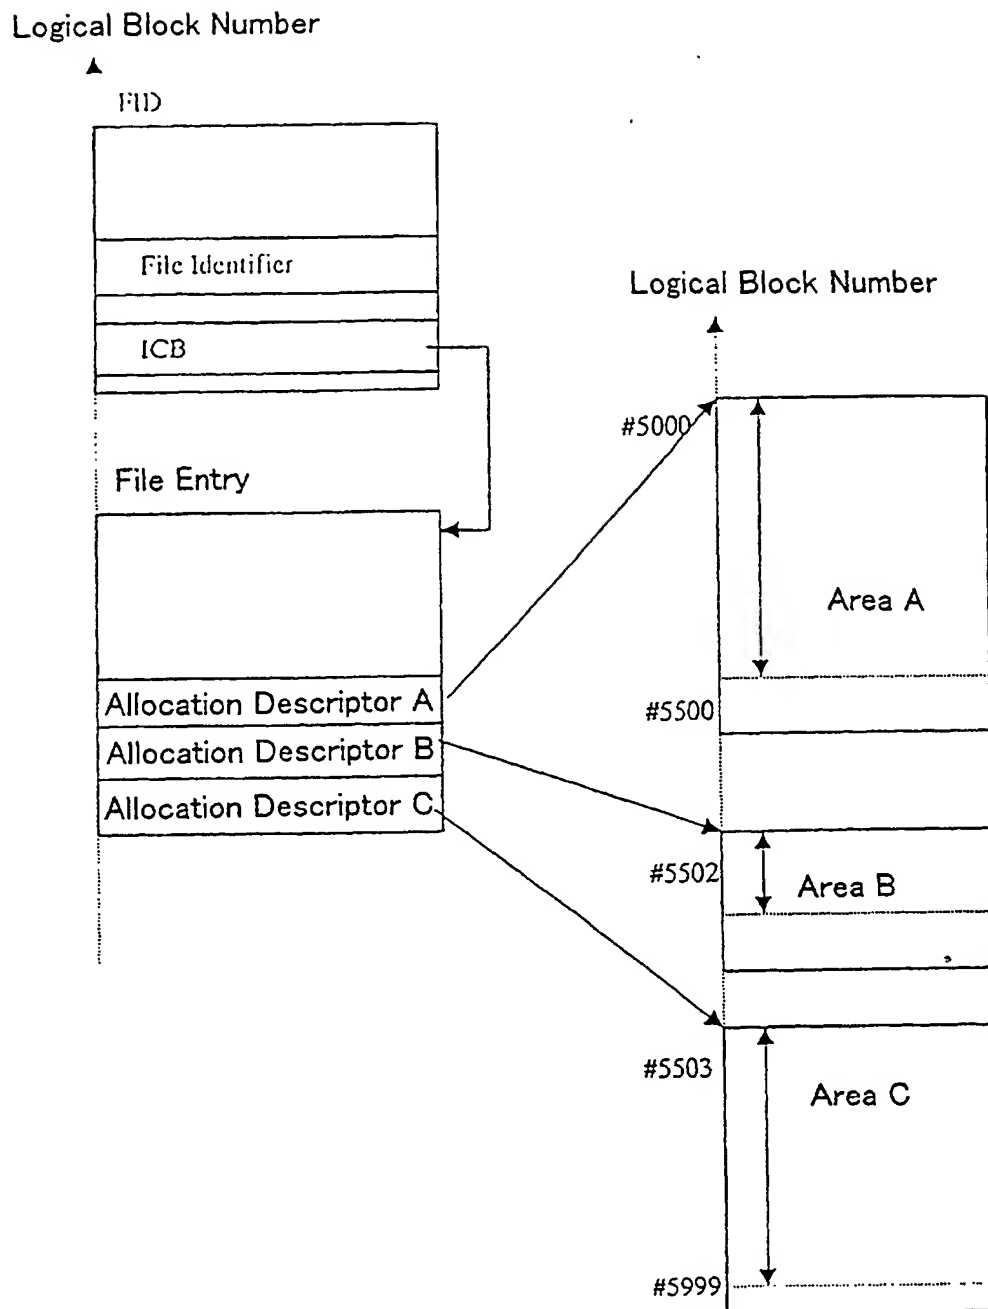 Logical Block Number
FID
File Identifier
ICB
File Entry
Allocation Descriptor A
Allocation Descriptor B
Allocation Descriptor C
Logical Block Number
#5000
Area A
#5500
#5502
Area B
#5503
Area C
#5999